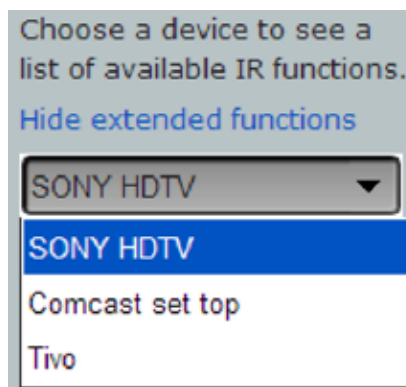 Choose a device to see a
list of available IR functions.
Hide extended functions
SONY HDTV
SONY HDTV
Comcast set top
Tivo